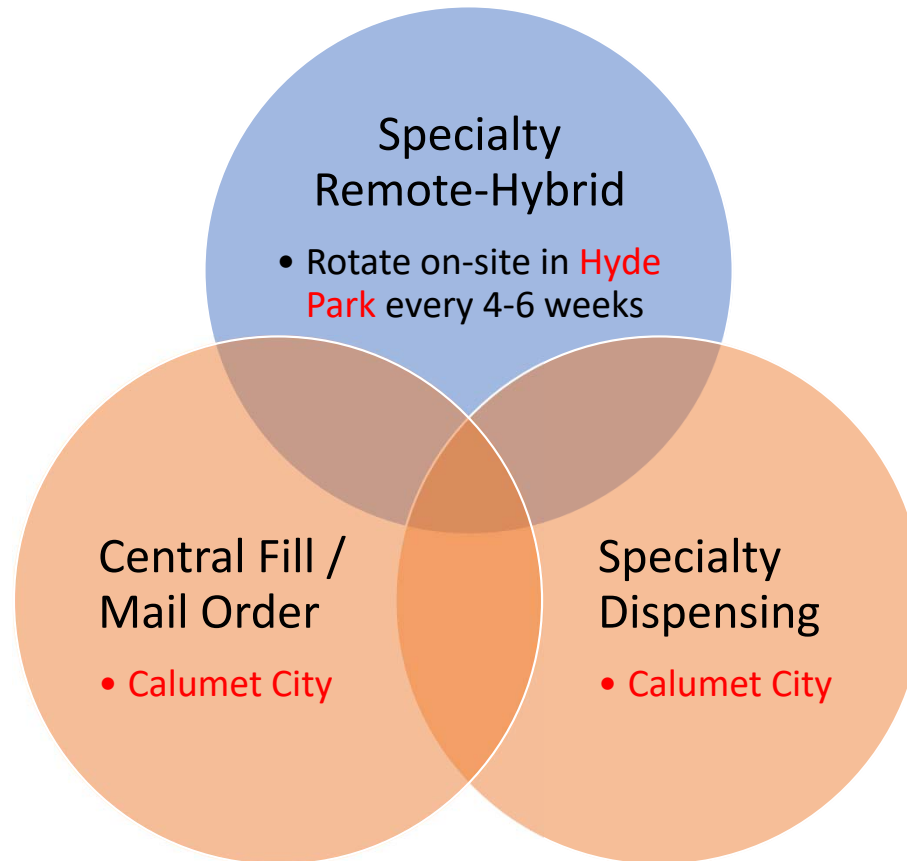 Specialty
Remote-Hybrid
• Rotate on-site in Hyde
Park every 4-6 weeks
Central Fill /
Mail Order
• Calumet City
Specialty
Dispensing
• Calumet City